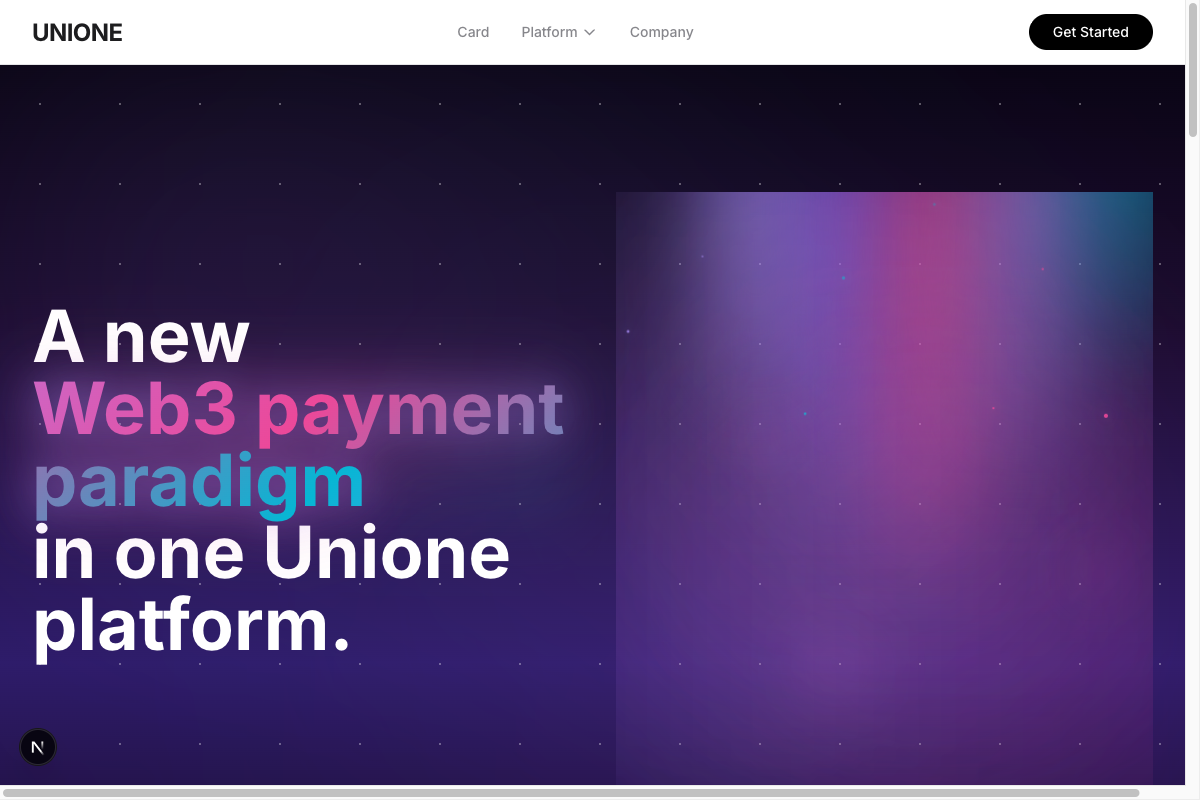 UNIONE
Card
Platform
Company
Get Started
A new
Web3 payment
paradigm
in one Unione
platform.
N